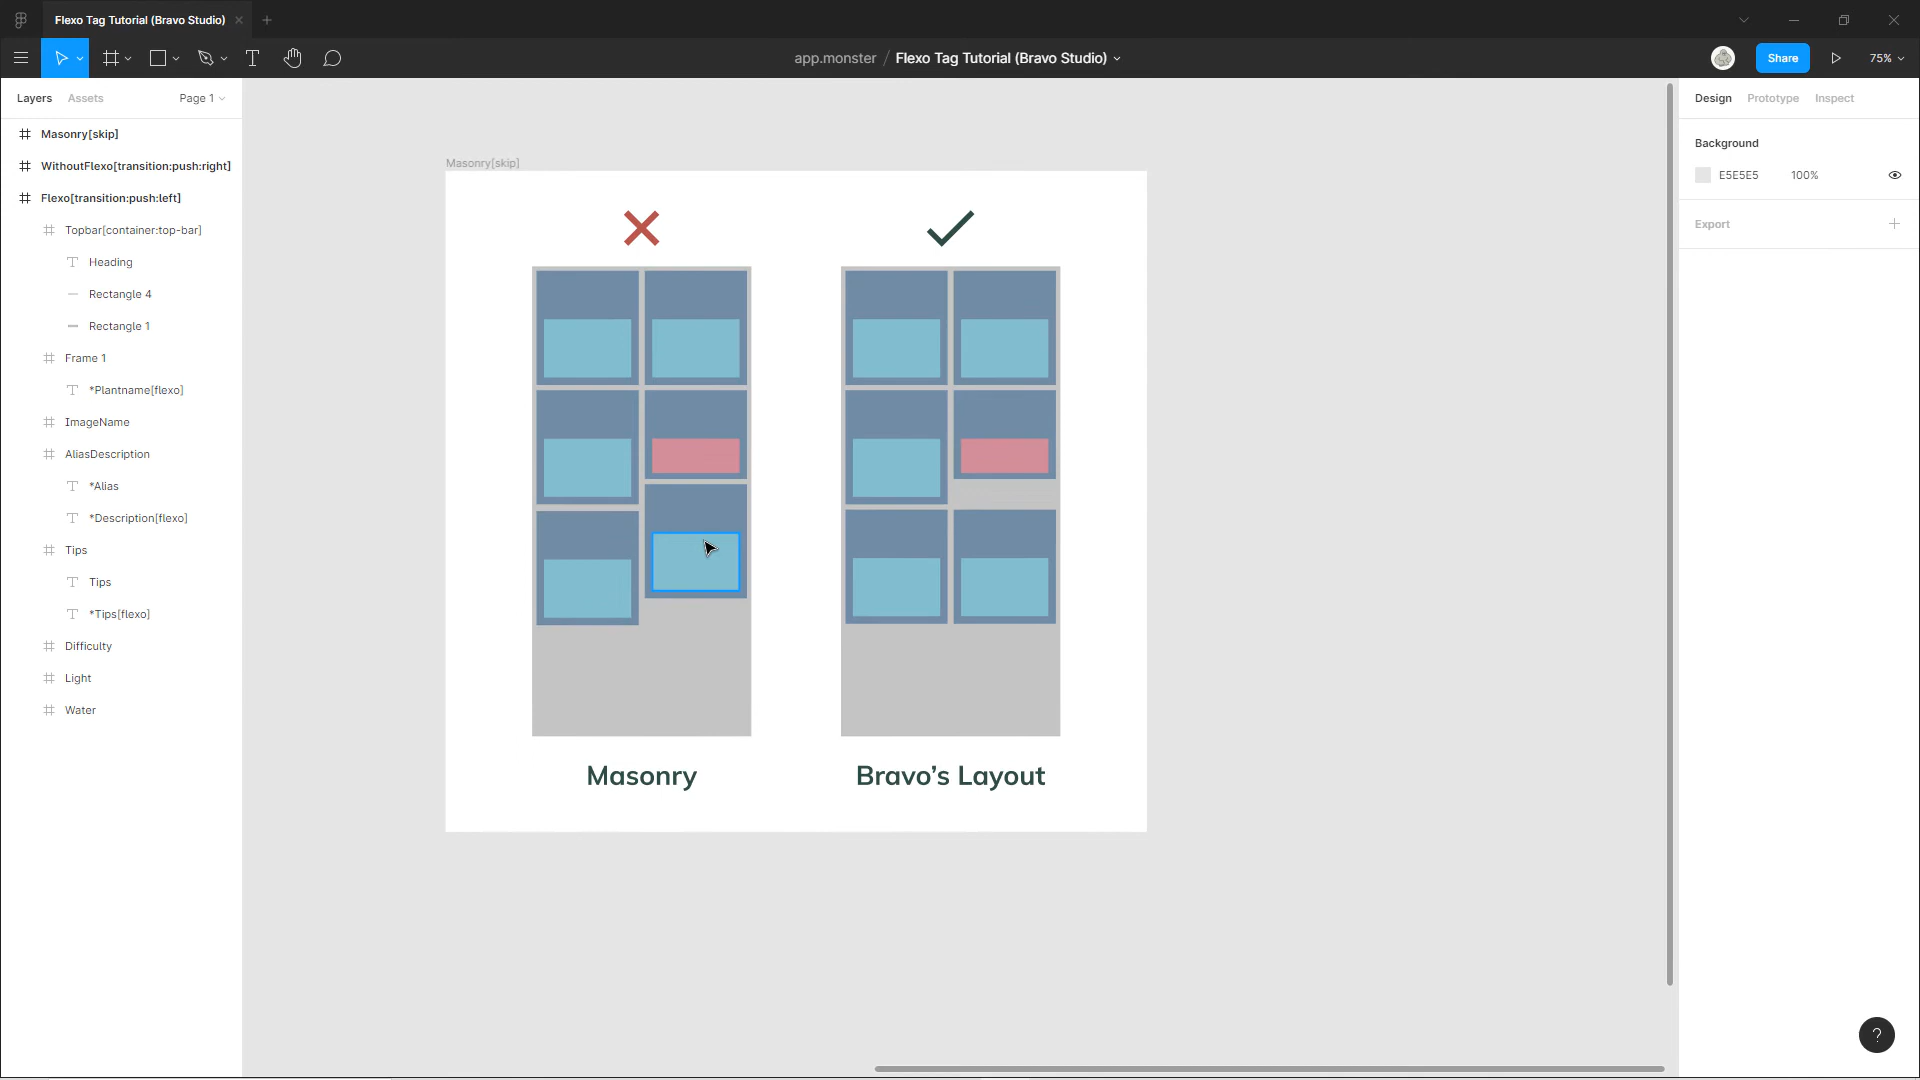 Flexo Tag Tutorial (Bravo Studio)
app.monster / Flexo Tag Tutorial (Bravo Studio)
Share
75%
Layers
Assets
Page 1
Masonry[skip]
WithoutFlexo[transition:push:right]
Flexo[transition:push:left]
Topbar[container:top-bar]
Heading
Rectangle 4
Rectangle 1
Frame 1
*Plantname[flexo]
ImageName
AliasDescription
*Alias
*Description[flexo]
Tips
Tips
*Tips[flexo]
Difficulty
Light
Water
Masonry[skip]
Masonry
Bravo’s Layout
Design
Prototype
Inspect
Background
E5E5E5 100%
Export
?